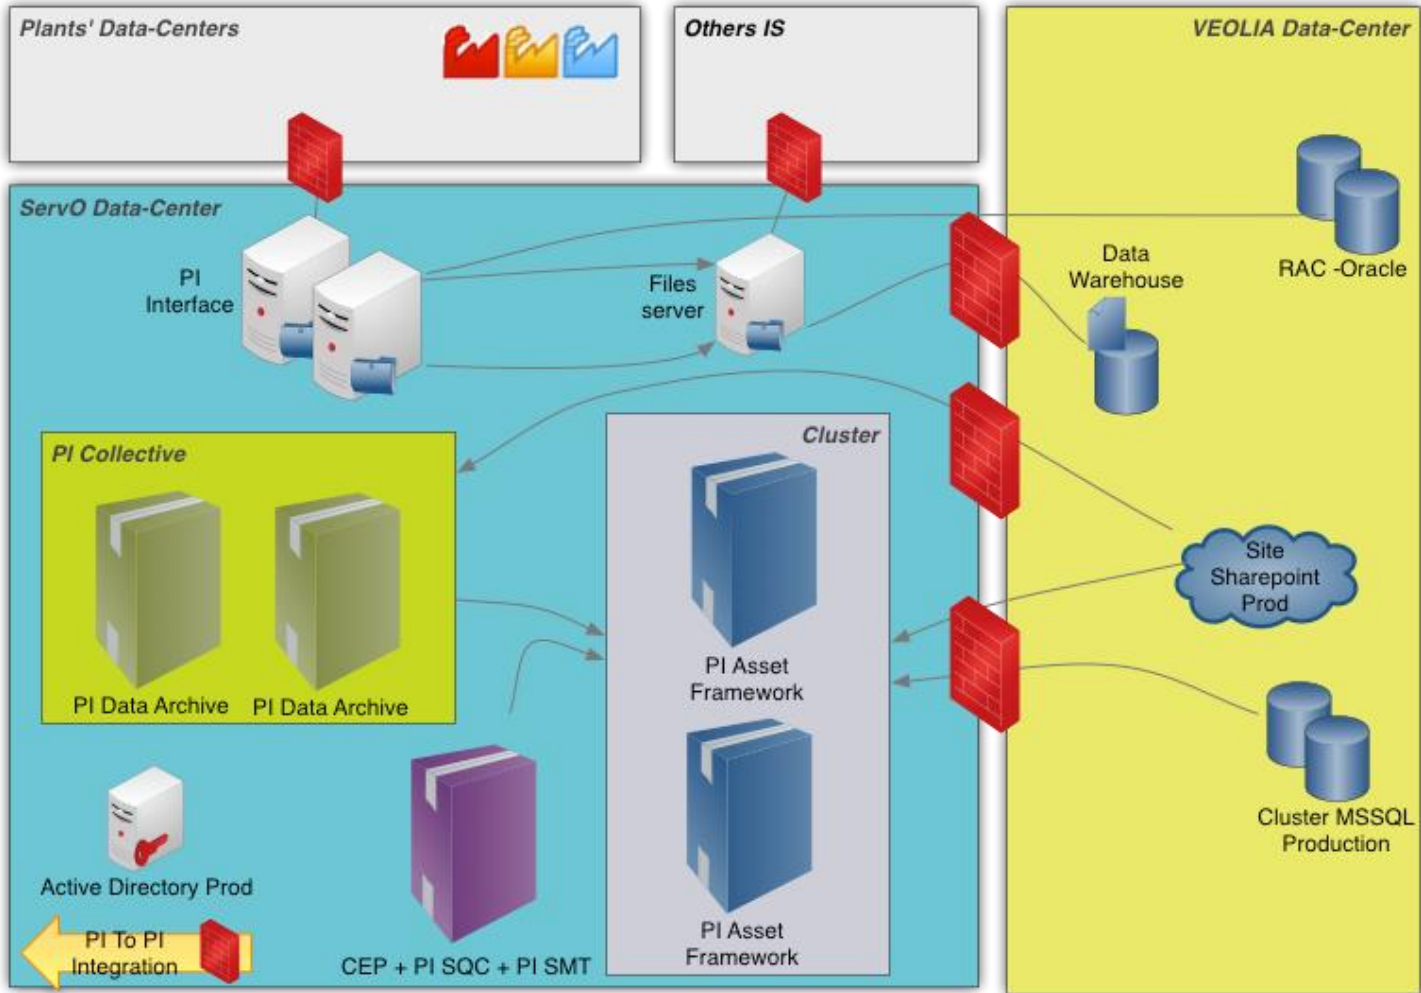 Plants' Data-Centers
Others IS
VEOLIA Data-Center
ServO Data-Center
PI
Interface
Files
server
Data
Warehouse
RAC -Oracle
PI Collective
Cluster
Site
Sharepoint
Prod
PI Asset
Framework
PI Data Archive
PI Data Archive
Cluster MSSQL
Production
Active Directory Prod
PI To PI
Integration
CEP + PI SQC + PI SMT
PI Asset
Framework